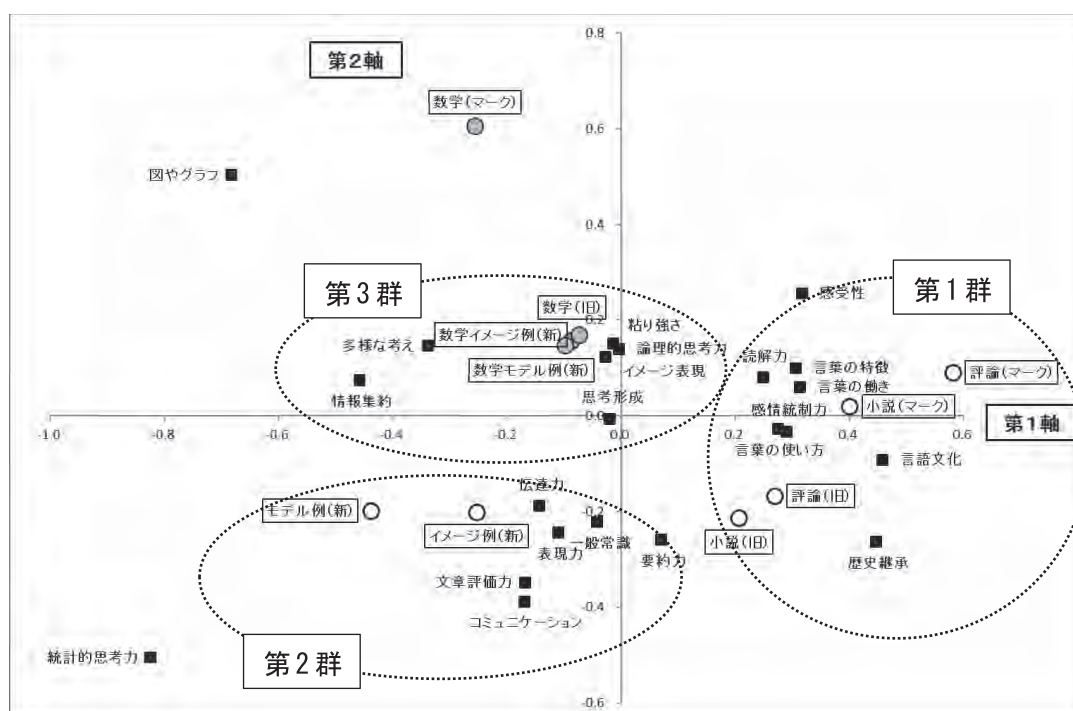 0.8
第2軸
数学(マーク)
0.6
図やグラフ
0.4
第3群
第1群
感受性
数学(旧)
0.2
粘り強さ
数学イメージ例(新)
多様な考え
論理的思考力
読解力
数学モデル例(新)
イメージ表現
言葉の特徴
評論(マーク)
情報集約
言葉の働き
思考形成
感情統制力
小説(マーク)
-1.0
-0.8
-0.6
-0.4
-0.2
0.0
0.0
0.2
0.4
0.6
第1軸
言葉の使い方
言語文化
伝達力
評論(旧)
モデル例(新)
-0.2
イメージ例(新)
一般常識
小説(旧)
表現力
要約力
歴史継承
文章評価力
-0.4
コミュニケーション
統計的思考力
第2群
-0.6